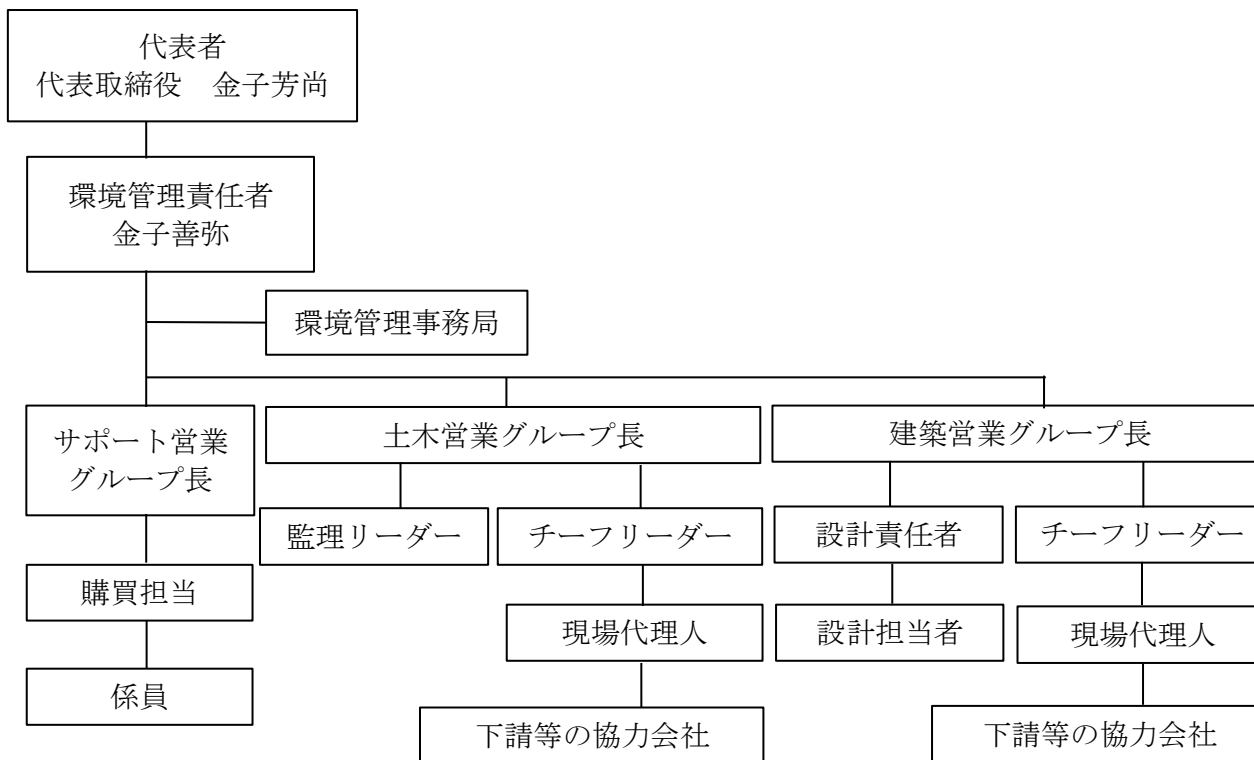 代表者
代表取締役　金子芳尚
環境管理責任者
金子善弥
環境管理事務局
サポート営業
グループ長
土木営業グループ長
建築営業グループ長
監理リーダー
チーフリーダー
設計責任者
チーフリーダー
購買担当
現場代理人
設計担当者
現場代理人
係員
下請等の協力会社
下請等の協力会社